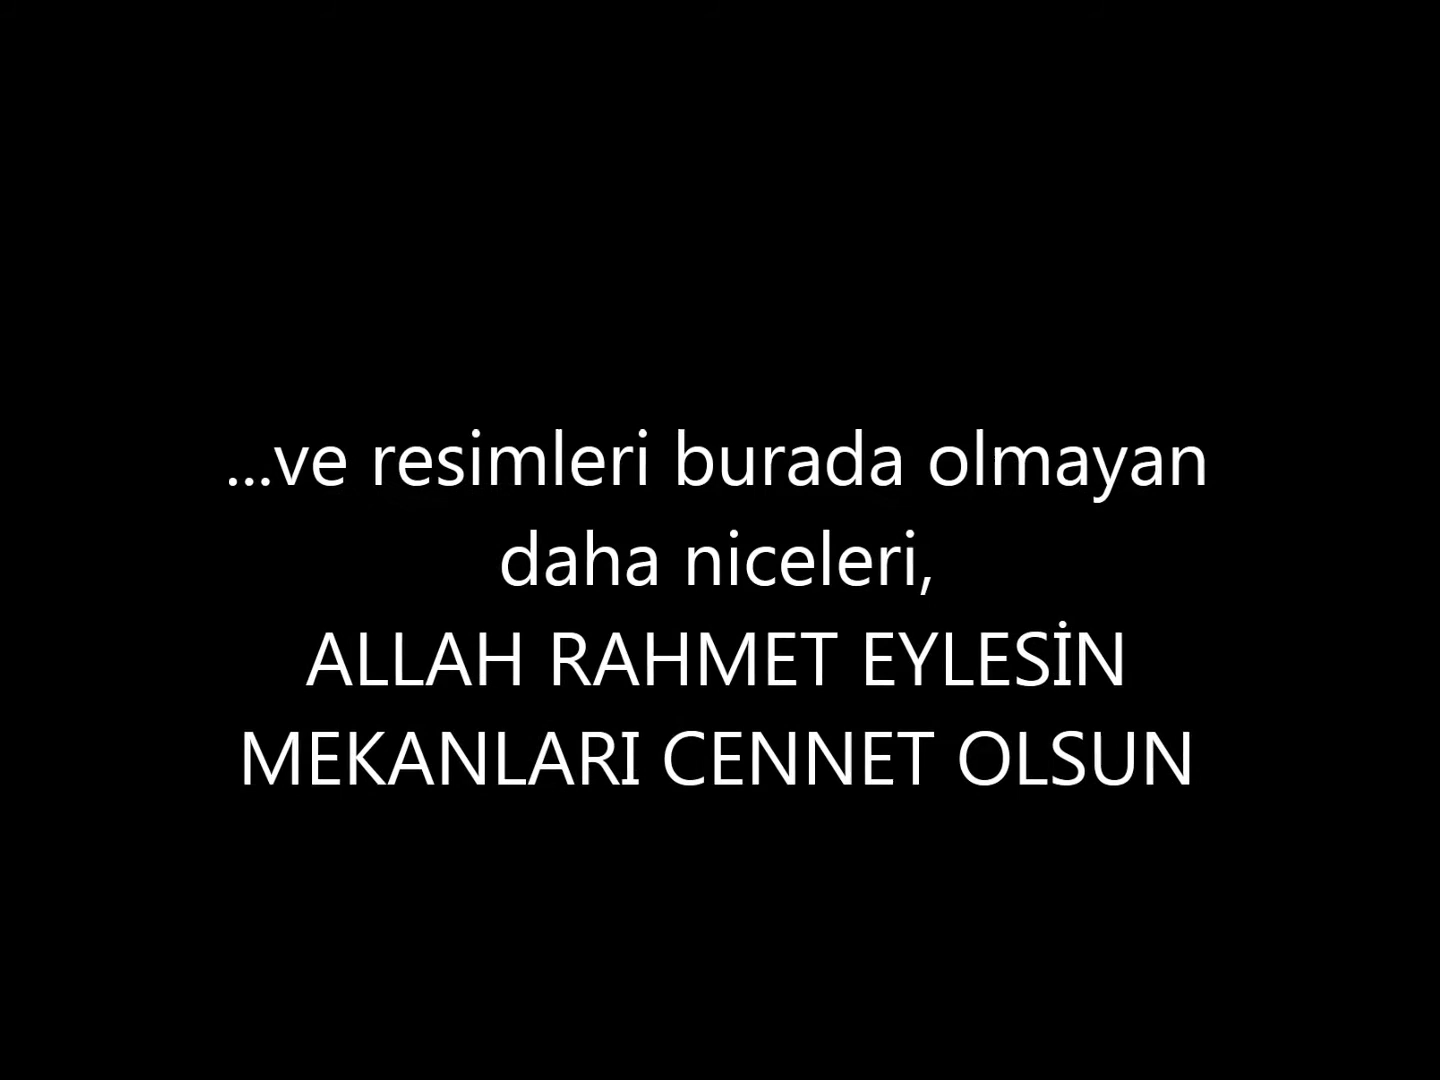 ...ve resimleri burada olmayan
daha niceleri,
ALLAH RAHMET EYLESİN
MEKANLARI CENNET OLSUN